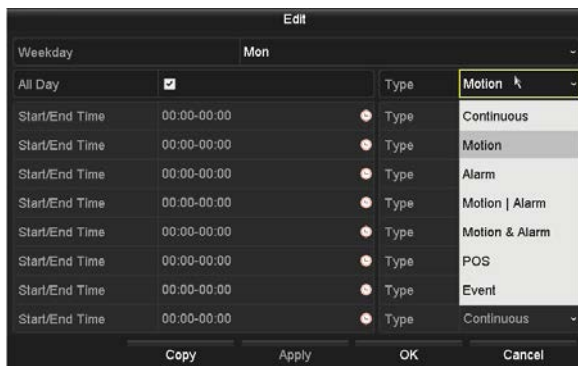 Edit
Weekday Mon
All Day Type Motion
Start/End Time 00:00-00:00 Type Continuous
Start/End Time 00:00-00:00 Type Motion
Start/End Time 00:00-00:00 Type Alarm
Start/End Time 00:00-00:00 Type Motion | Alarm
Start/End Time 00:00-00:00 Type Motion & Alarm
Start/End Time 00:00-00:00 Type POS
Start/End Time 00:00-00:00 Type Event
Start/End Time 00:00-00:00 Type Continuous
Copy Apply OK Cancel